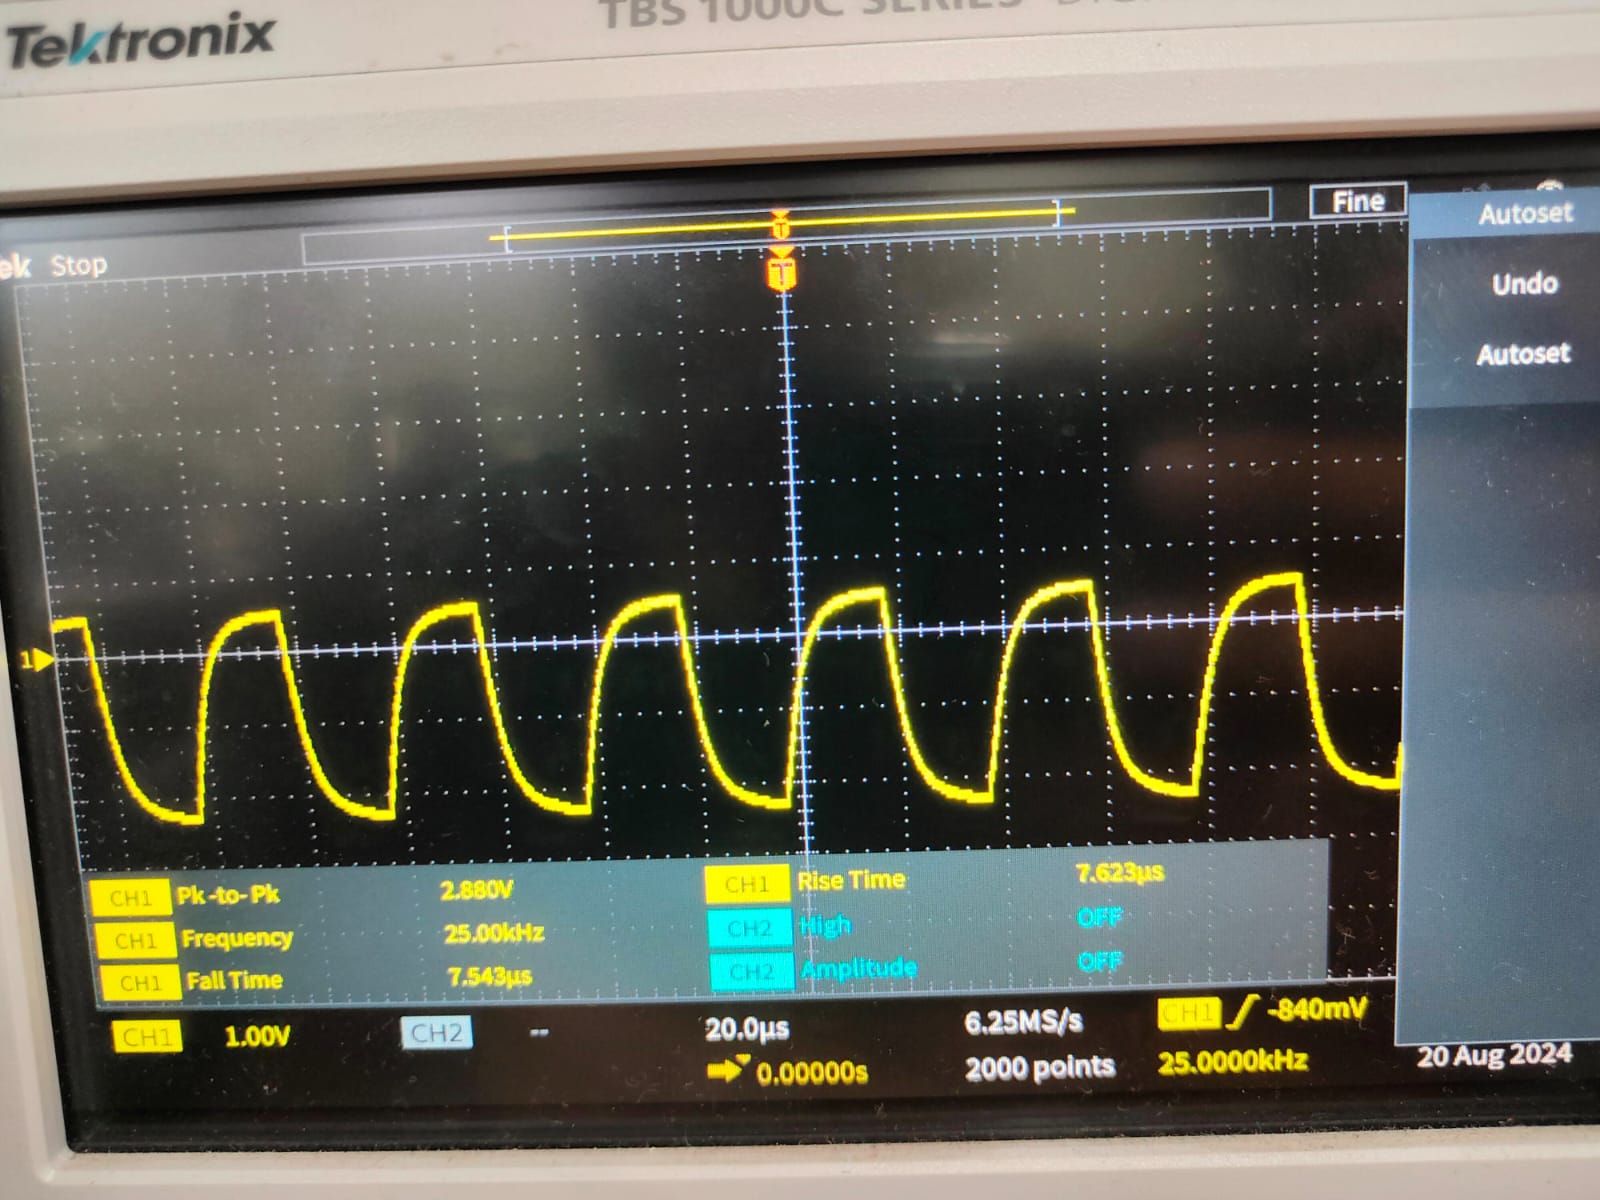 Tektronix
TBS 1000C SERIES
ek Stop
Fine
Autoset
Undo
Autoset
T
T
1
CH1 Pk-to-Pk 2.880V
CH1 Frequency 25.00kHz
CH1 Fall Time 7.543µs
CH1 Rise Time 7.623µs
CH2 High OFF
CH2 Amplitude OFF
CH1 1.00V CH2 -- 20.0µs 6.25MS/s CH1 -840mV
0.00000s 2000 points 25.0000kHz
20 Aug 2024